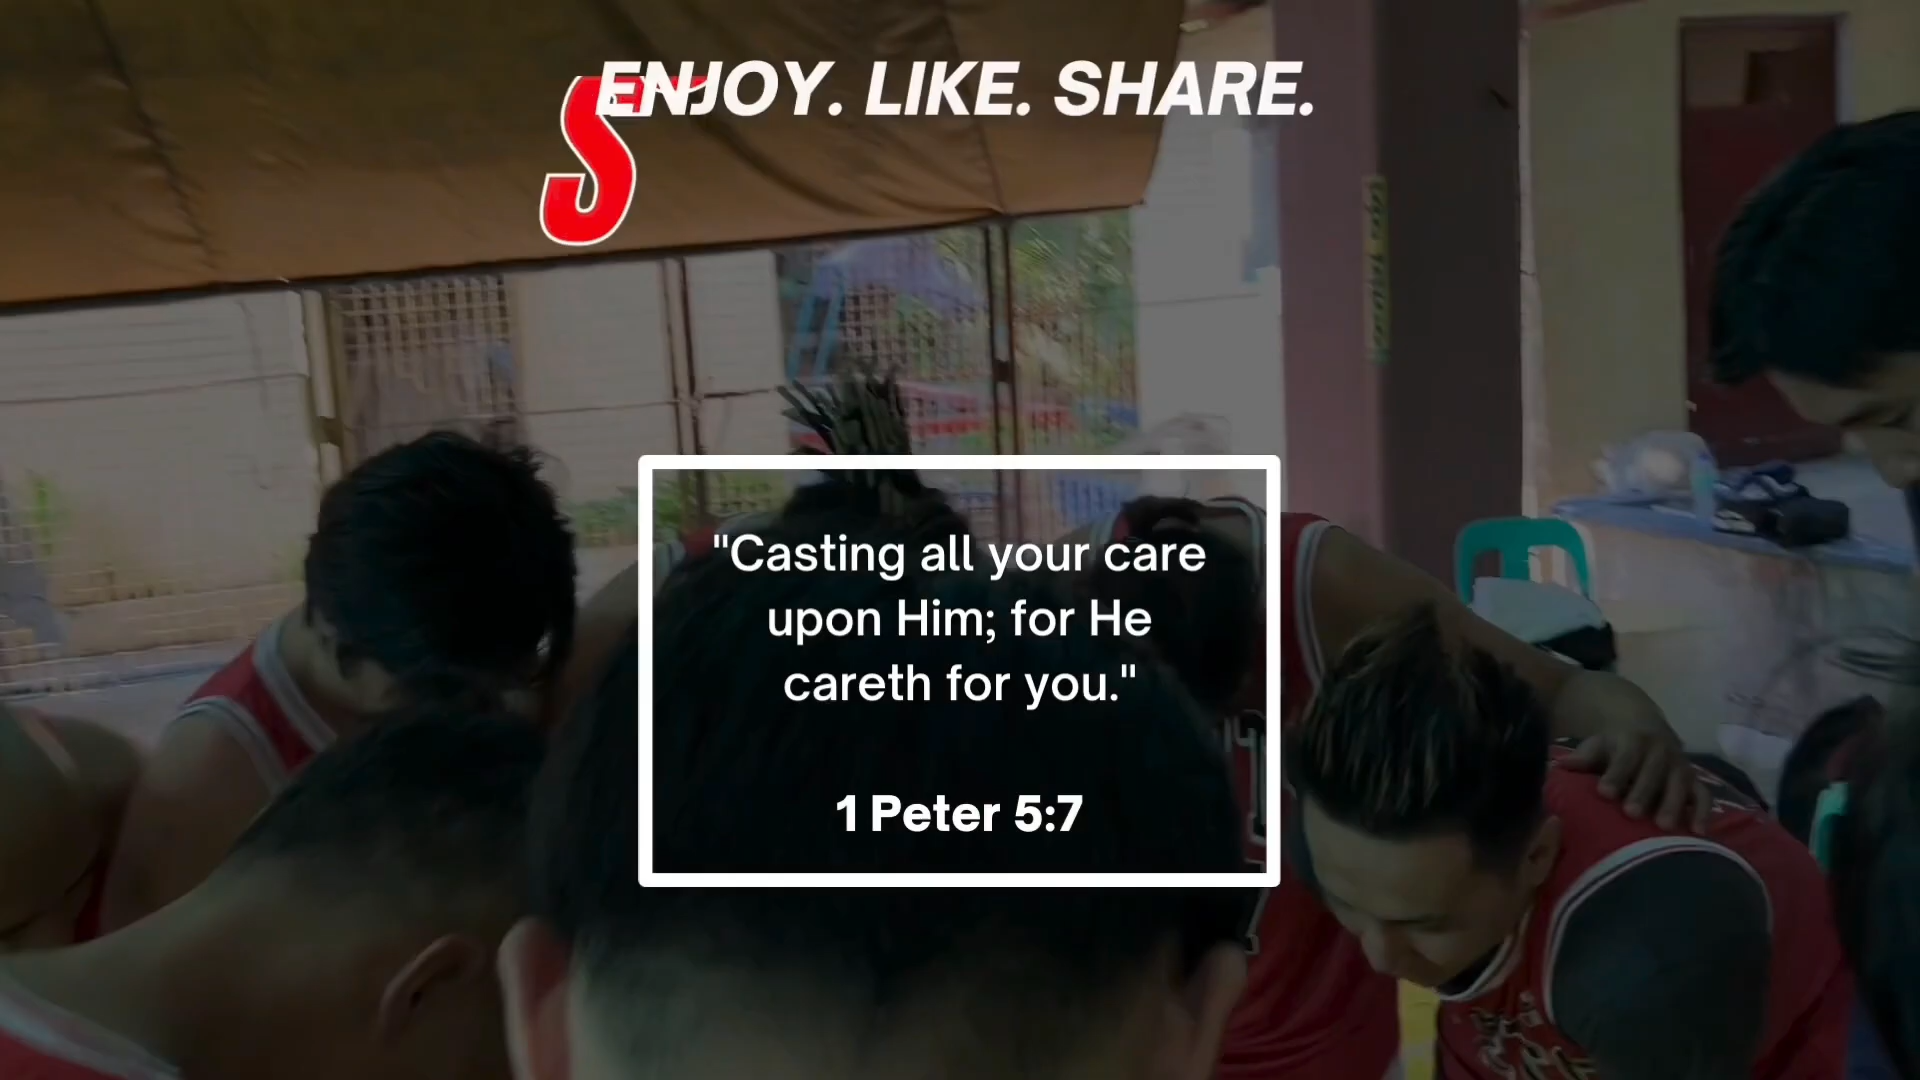 ENJOY. LIKE. SHARE.
S
"Casting all your care
upon Him; for He
careth for you."
1 Peter 5:7